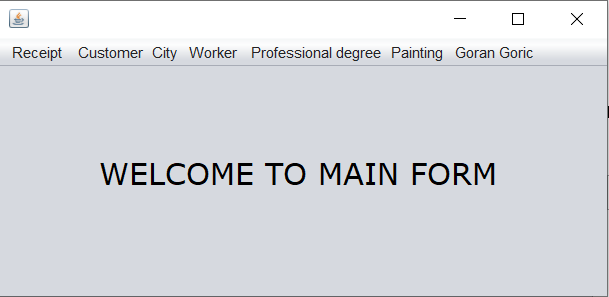 Receipt Customer City Worker Professional degree Painting Goran Goric
WELCOME TO MAIN FORM